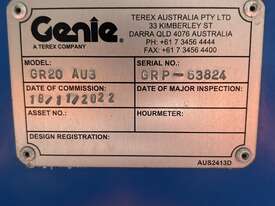 Genie
A TEREX COMPANY
TEREX AUSTRALIA PTY LTD
33 KIMBERLEY ST
DARRA QLD 4076 AUSTRALIA
PH: +61 7 3456 4444
FAX: +61 7 3456 4400
MODEL: SERIAL NO.:
GR20 AU3 GRP-63824
DATE OF COMMISSION: DATE OF MAJOR INSPECTION:
18/11/2022
ASSET NO: HOURMETER:
DESIGN REGISTRATION:
AUS2413D